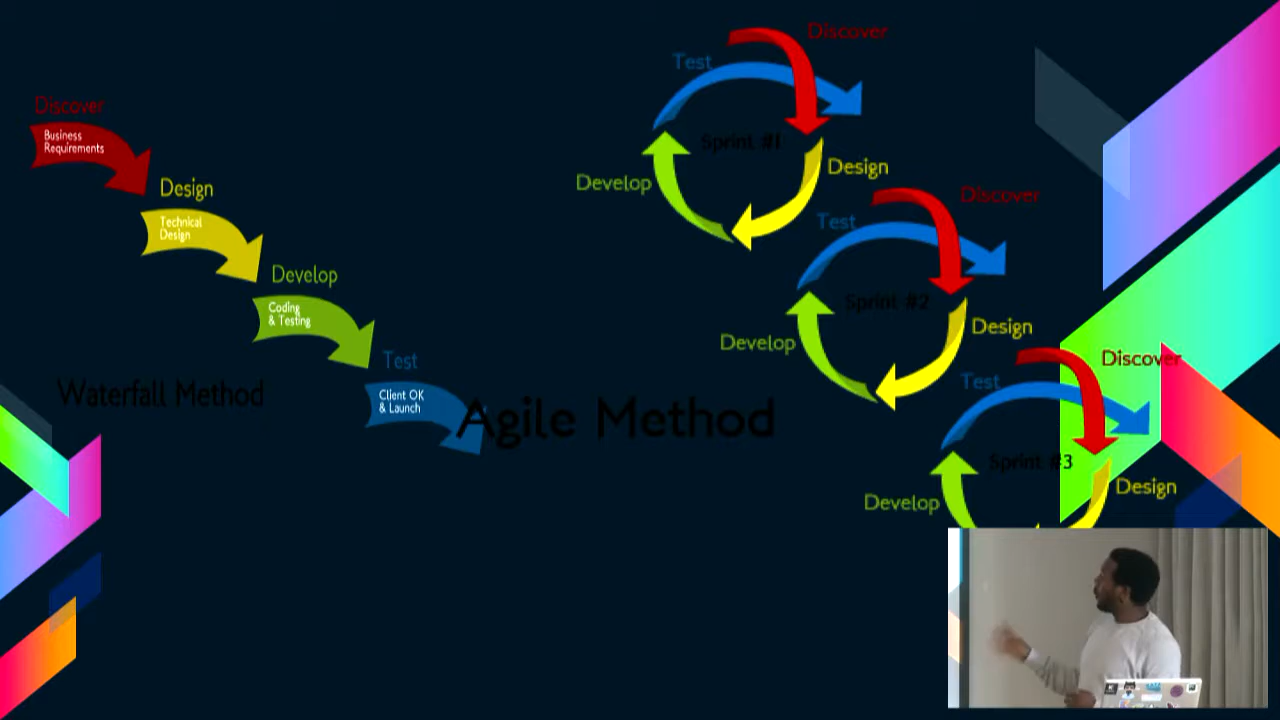 Discover
Business
Requirements
Design
Technical
Design
Develop
Coding
& Testing
Test
Client OK
& Launch
Waterfall Method
Agile Method
Discover
Test
Sprint #1
Design
Develop
Discover
Test
Sprint #2
Design
Develop
Discover
Test
Sprint #3
Design
Develop